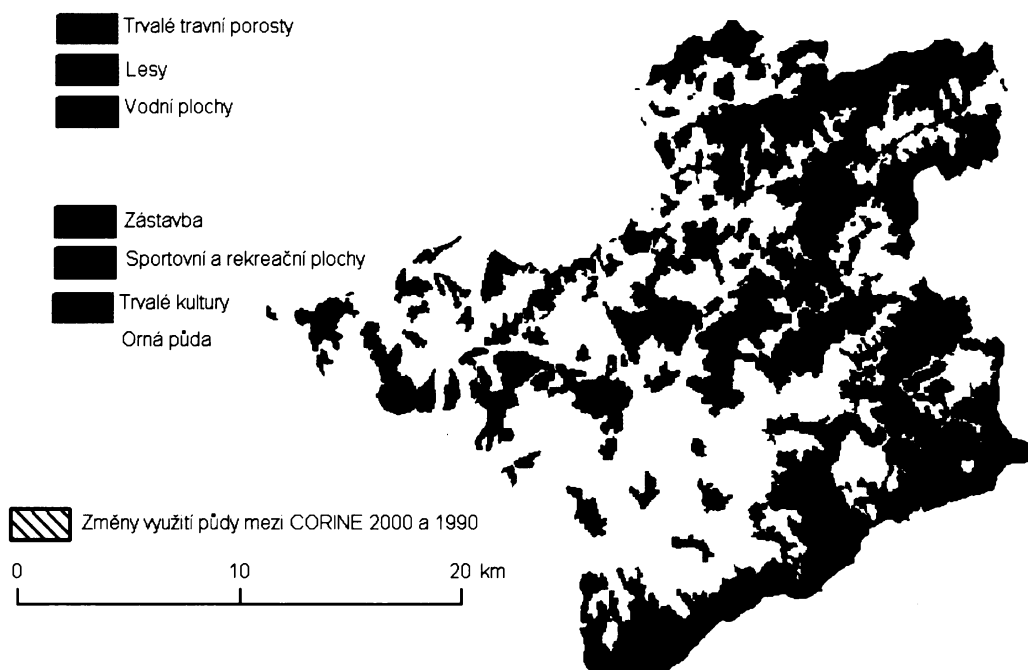 Trvalé travní porosty
Lesy
Vodní plochy
Zástavba
Sportovní a rekreační plochy
Trvalé kultury
Orná půda
Změny využití půdy mezi CORINE 2000 a 1990
0 10 20 km